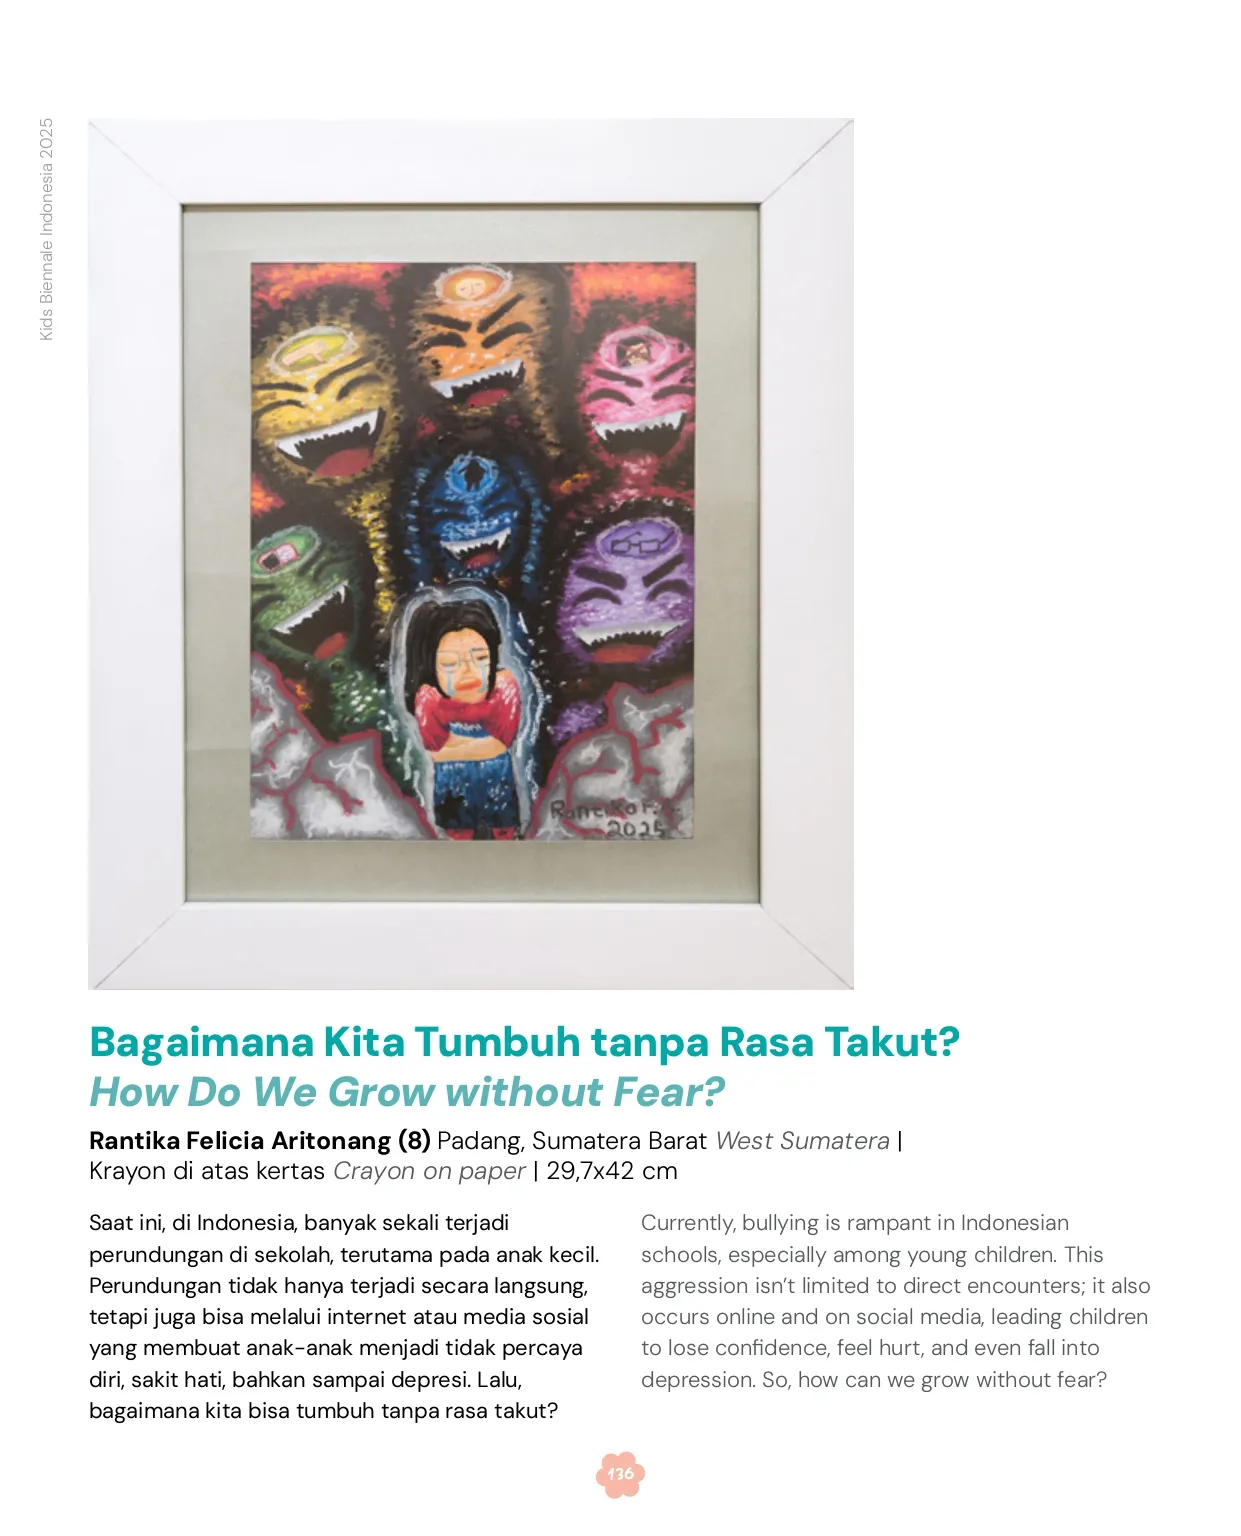 Kids Biennale Indonesia 2025
2025
Bagaimana Kita Tumbuh tanpa Rasa Takut?
How Do We Grow without Fear?
Rantika Felicia Aritonang (8) Padang, Sumatera Barat West Sumatera |
Krayon di atas kertas Crayon on paper | 29,7x42 cm
Saat ini, di Indonesia, banyak sekali terjadi
perundungan di sekolah, terutama pada anak kecil.
Perundungan tidak hanya terjadi secara langsung,
tetapi juga bisa melalui internet atau media sosial
yang membuat anak-anak menjadi tidak percaya
diri, sakit hati, bahkan sampai depresi. Lalu,
bagaimana kita bisa tumbuh tanpa rasa takut?
Currently, bullying is rampant in Indonesian
schools, especially among young children. This
aggression isn’t limited to direct encounters; it also
occurs online and on social media, leading children
to lose confidence, feel hurt, and even fall into
depression. So, how can we grow without fear?
136